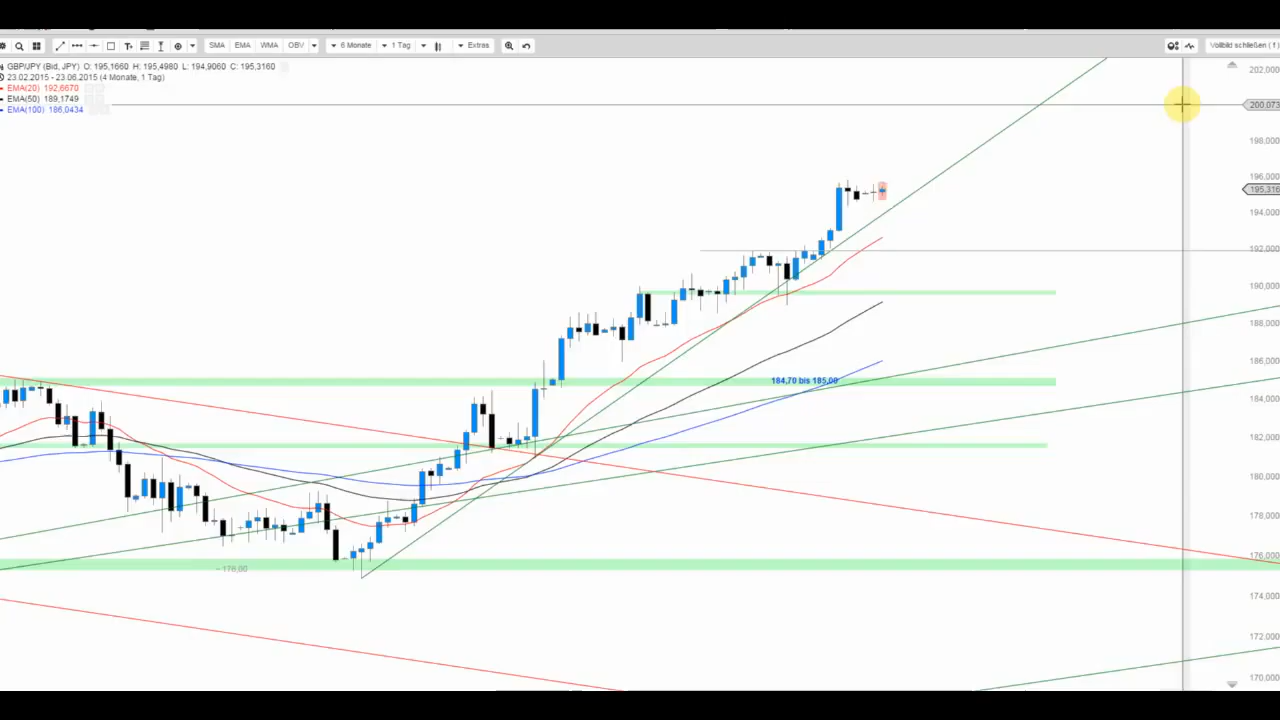 SMA EMA WMA OBV 6 Monate 1 Tag Extras Vollbild schließen (1)
GBP/JPY (Bid, JPY) O: 195,1660 H: 195,4980 L: 194,9060 C: 195,3160
23.02.2015 - 23.06.2015 (4 Monate, 1 Tag)
EMA(20) 192,6670
EMA(50) 189,1749
EMA(100) 186,0434
202,000
200,073
198,000
196,000
195,316
194,000
192,000
190,000
188,000
186,000
184,70 bis 185,00
184,000
182,000
180,000
178,000
176,000
~ 176,00
174,000
172,000
170,000